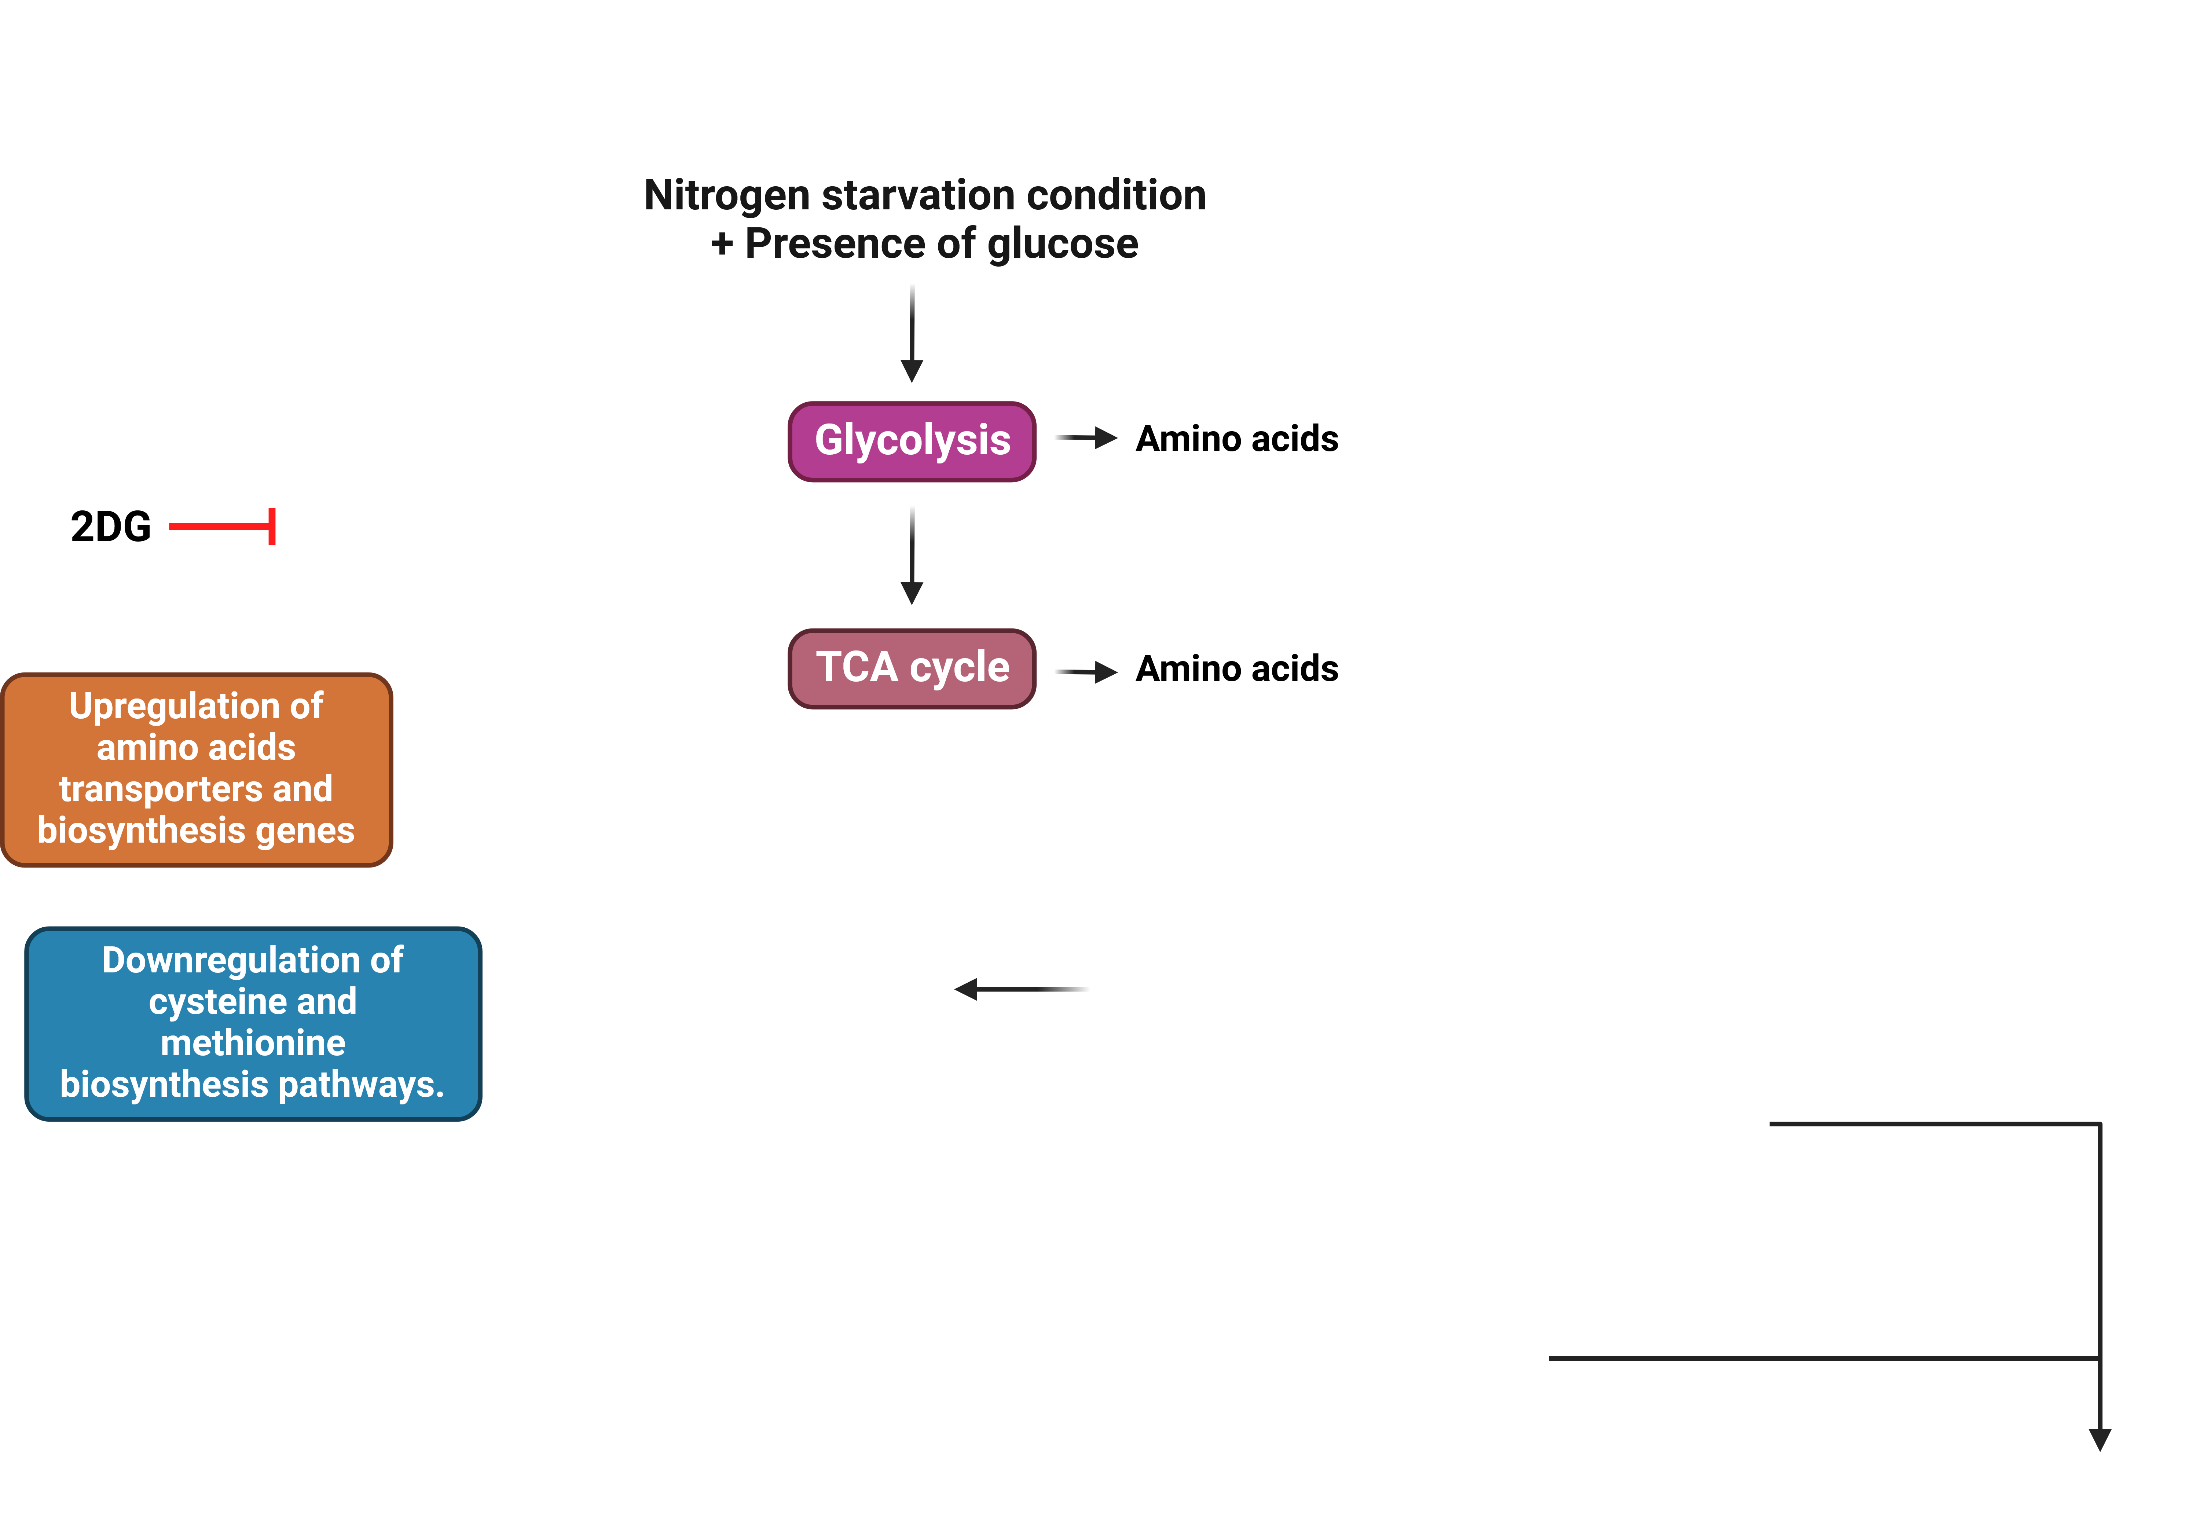 Nitrogen starvation condition
+ Presence of glucose
Glycolysis
Amino acids
2DG
TCA cycle
Amino acids
Upregulation of
amino acids
transporters and
biosynthesis genes
Downregulation of
cysteine and
methionine
biosynthesis pathways.